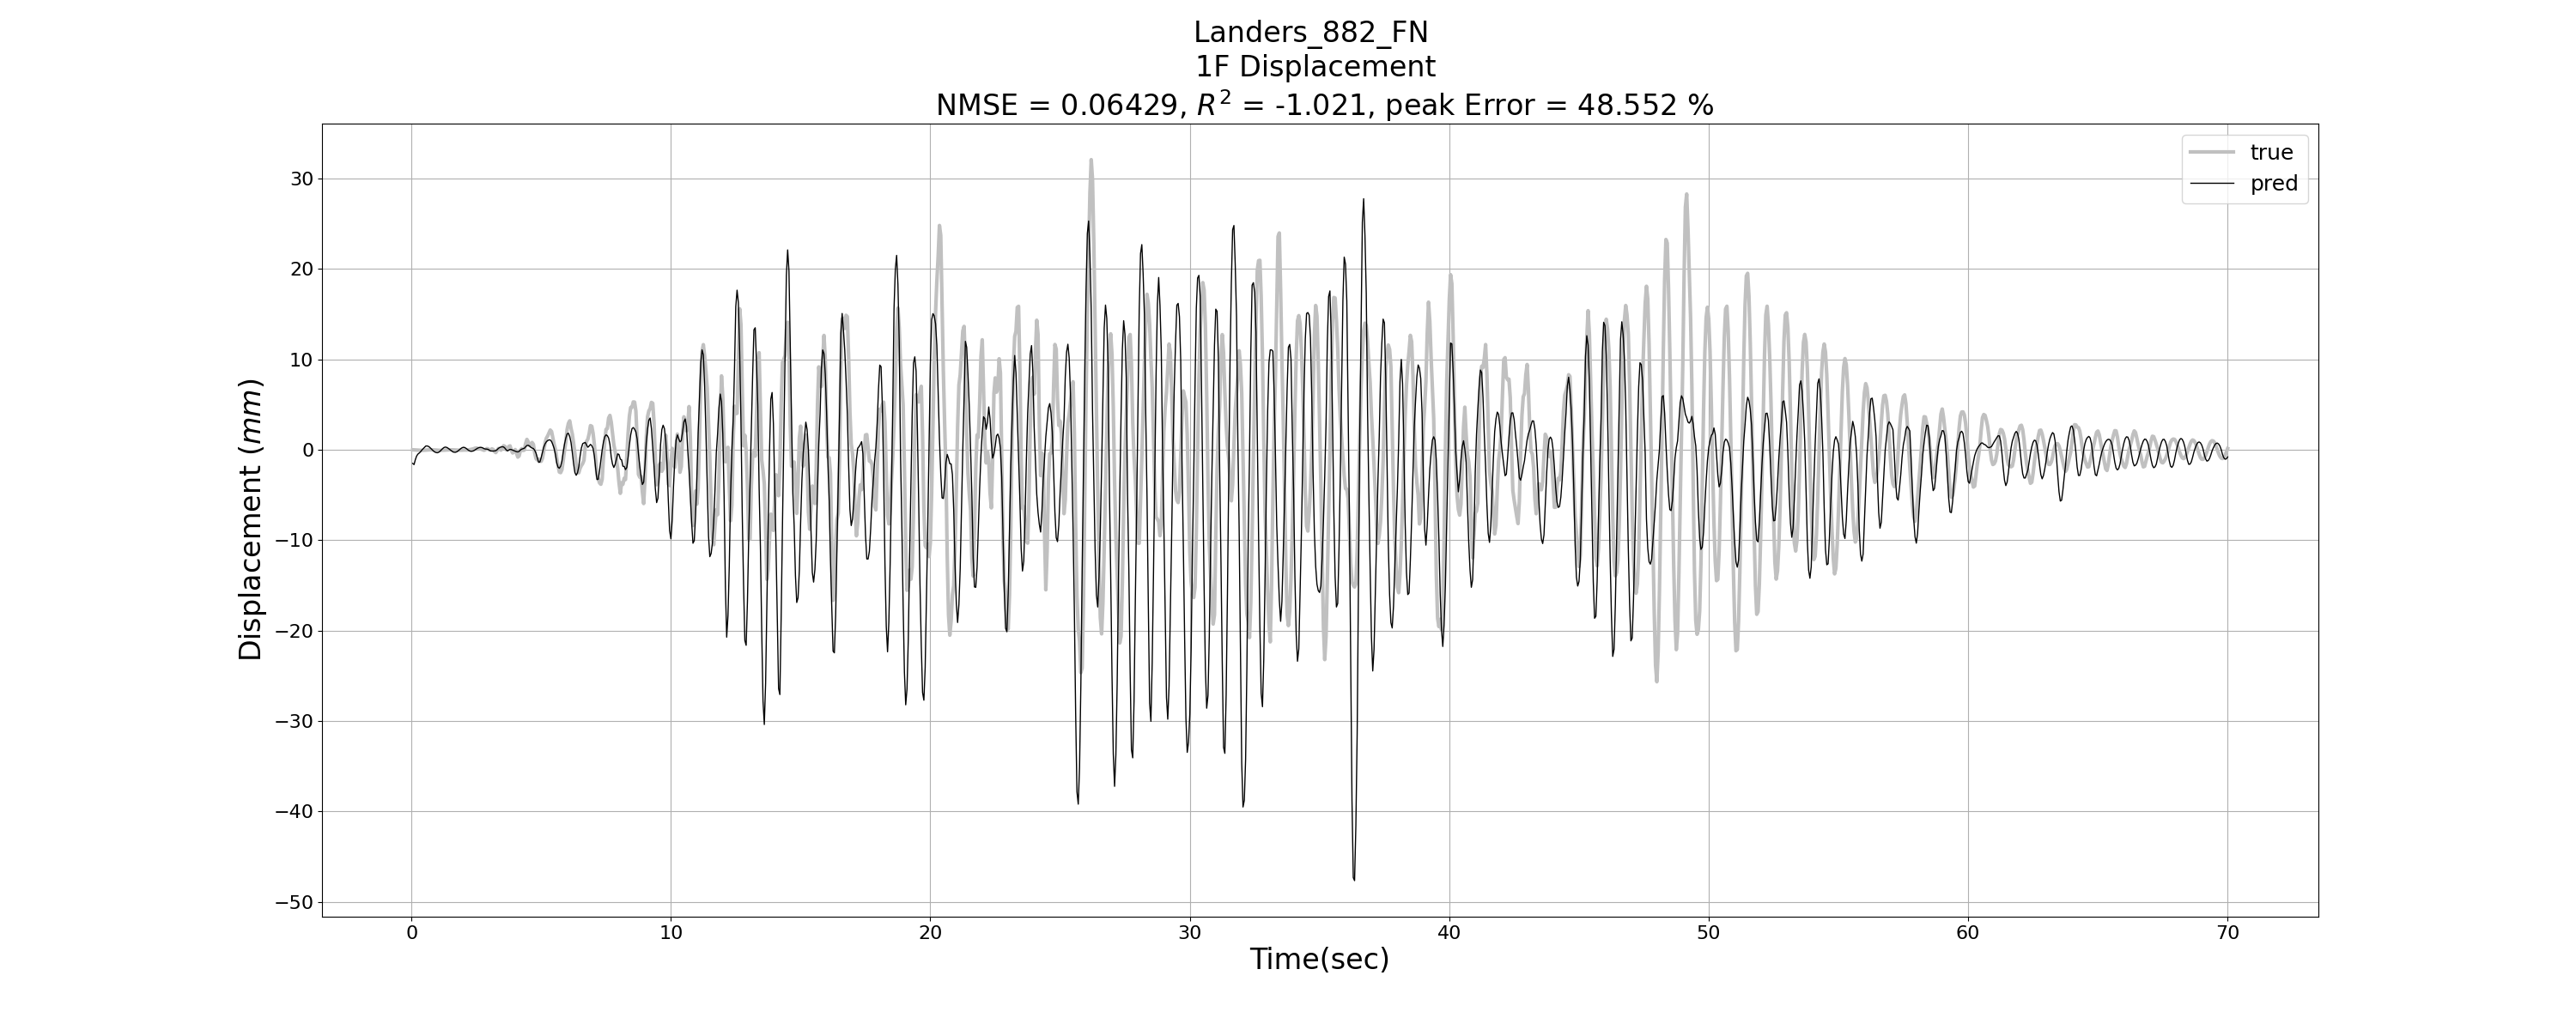 Landers_882_FN
1F Displacement
NMSE = 0.06429, R² = -1.021, peak Error = 48.552 %
true
pred
30
20
10
0
−10
−20
−30
−40
−50
Displacement (mm)
0 10 20 30 40 50 60 70
Time(sec)